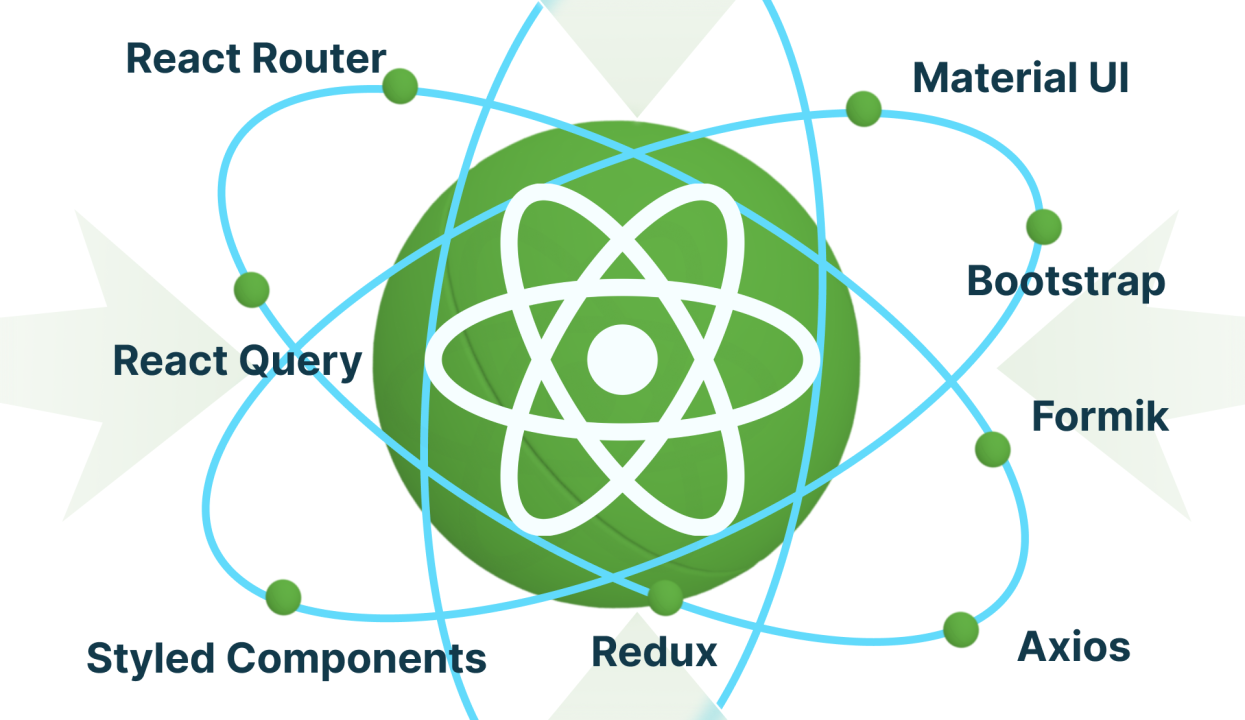 React Router
Material UI
Bootstrap
React Query
Formik
Styled Components
Redux
Axios